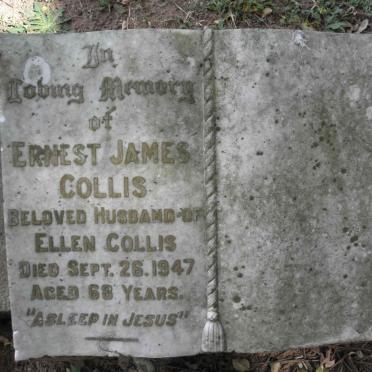 In
Loving Memory
of
ERNEST JAMES
COLLIS
BELOVED HUSBAND OF
ELLEN COLLIS
DIED SEPT. 26. 1947
AGED 68 YEARS.
"ASLEEP IN JESUS"